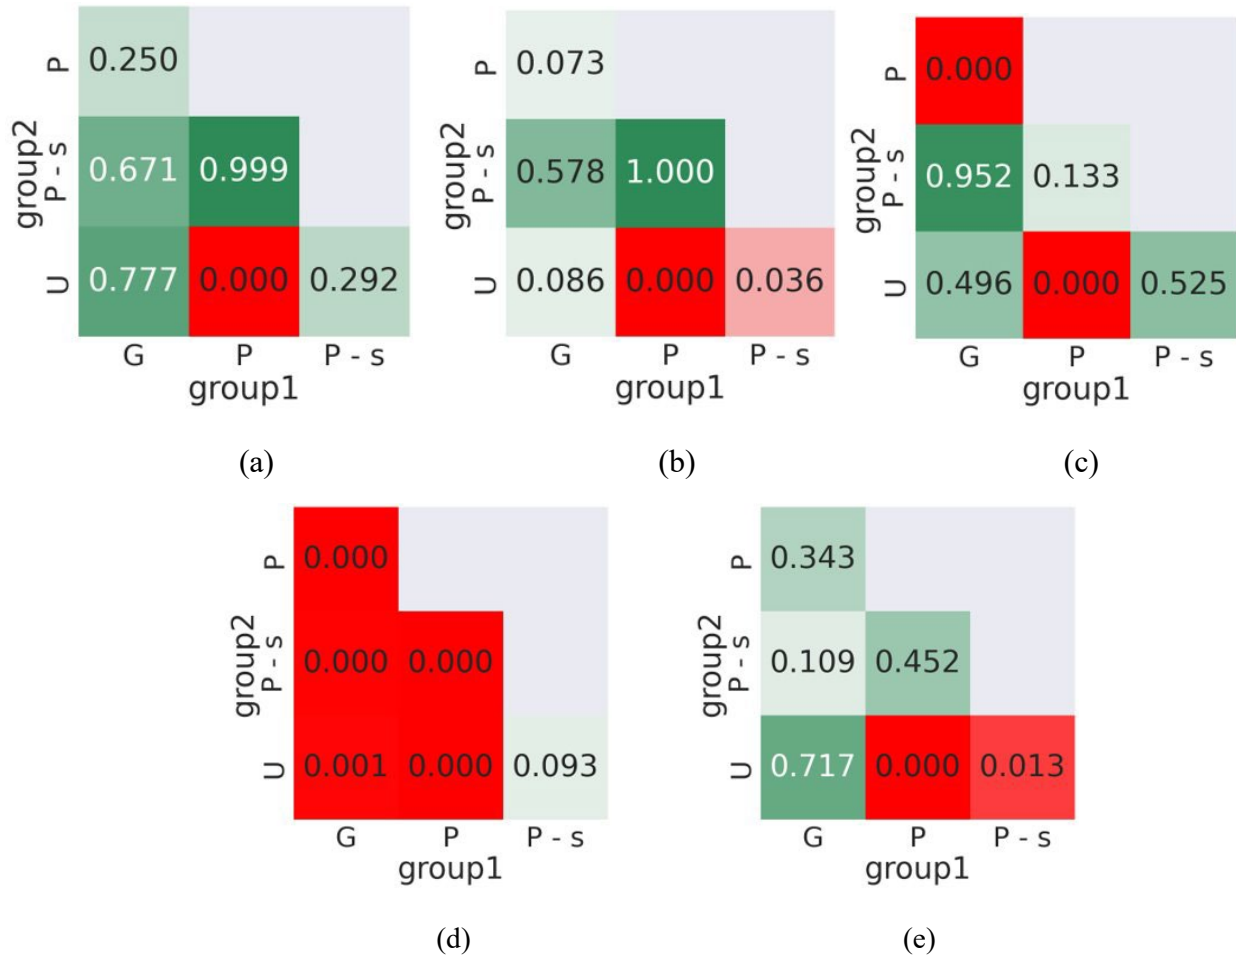 P 0.250
group2
P - s 0.671 0.999
U 0.777 0.000 0.292
G P P - s
group1
(a)
P 0.073
group2
P - s 0.578 1.000
U 0.086 0.000 0.036
G P P - s
group1
(b)
P 0.000
group2
P - s 0.952 0.133
U 0.496 0.000 0.525
G P P - s
group1
(c)
P 0.000
group2
P - s 0.000 0.000
U 0.001 0.000 0.093
G P P - s
group1
(d)
P 0.343
group2
P - s 0.109 0.452
U 0.717 0.000 0.013
G P P - s
group1
(e)